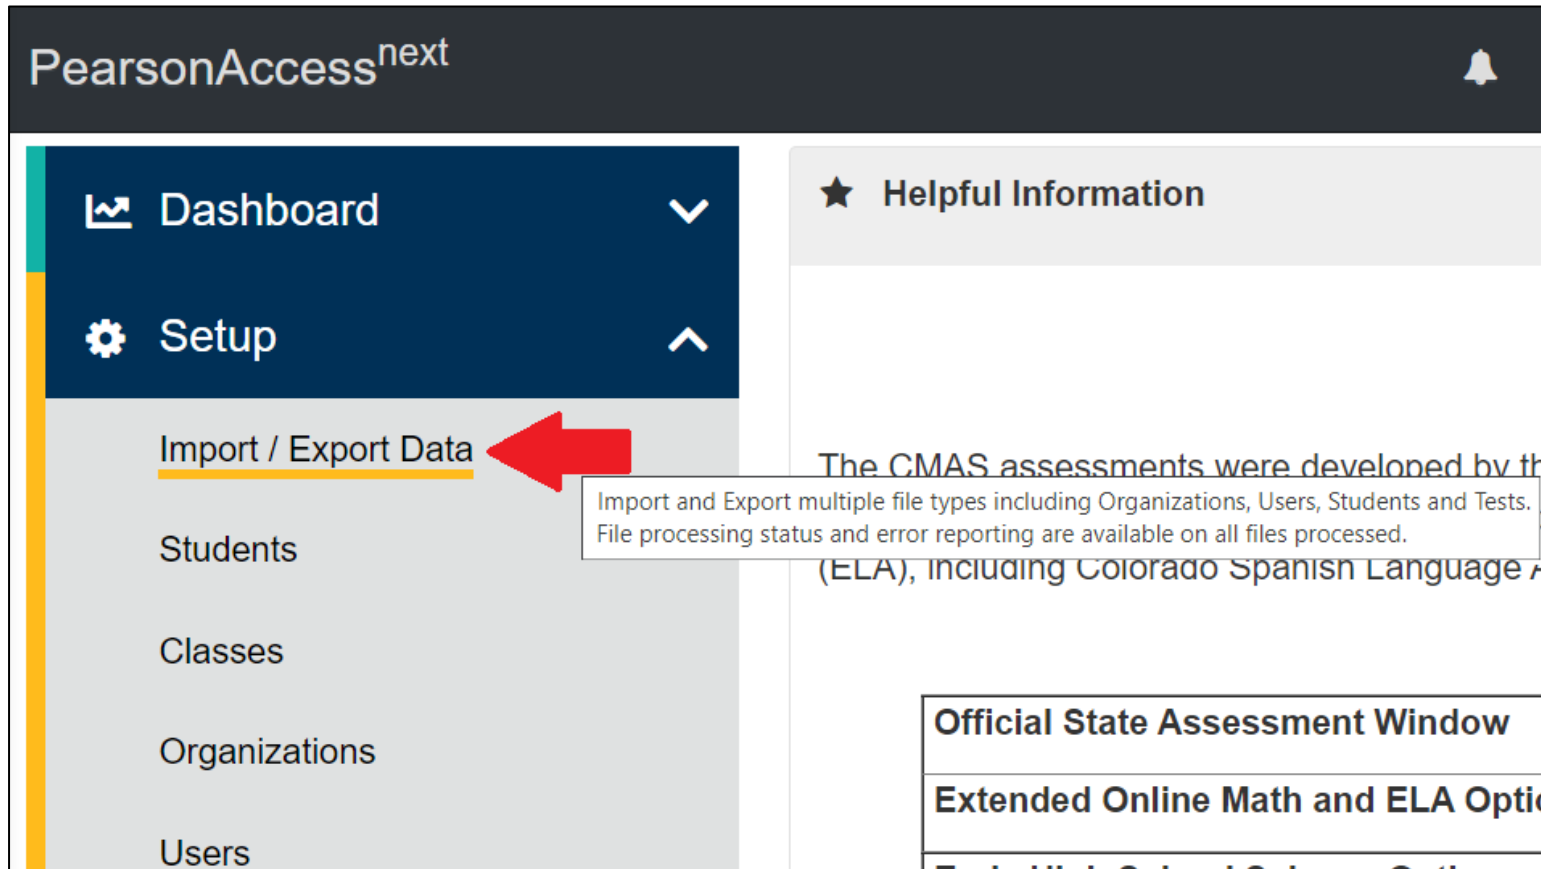 PearsonAccessnext
Dashboard
Setup
Import / Export Data
Students
Classes
Organizations
Users
Helpful Information
The CMAS assessments were developed by
Import and Export multiple file types including Organizations, Users, Students and Tests.
File processing status and error reporting are available on all files processed.
(ELA), including Colorado Spanish Language
Official State Assessment Window
Extended Online Math and ELA